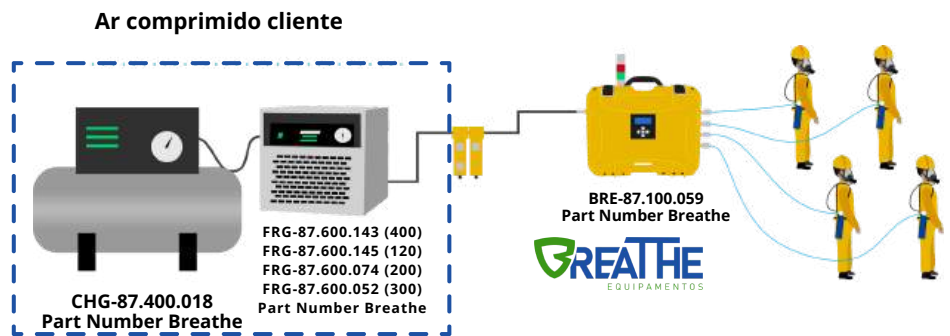 Ar comprimido cliente
CHG-87.400.018
Part Number Breathe
FRG-87.600.143 (400)
FRG-87.600.145 (120)
FRG-87.600.074 (200)
FRG-87.600.052 (300)
Part Number Breathe
BRE-87.100.059
Part Number Breathe
BREATHE
EQUIPAMENTOS